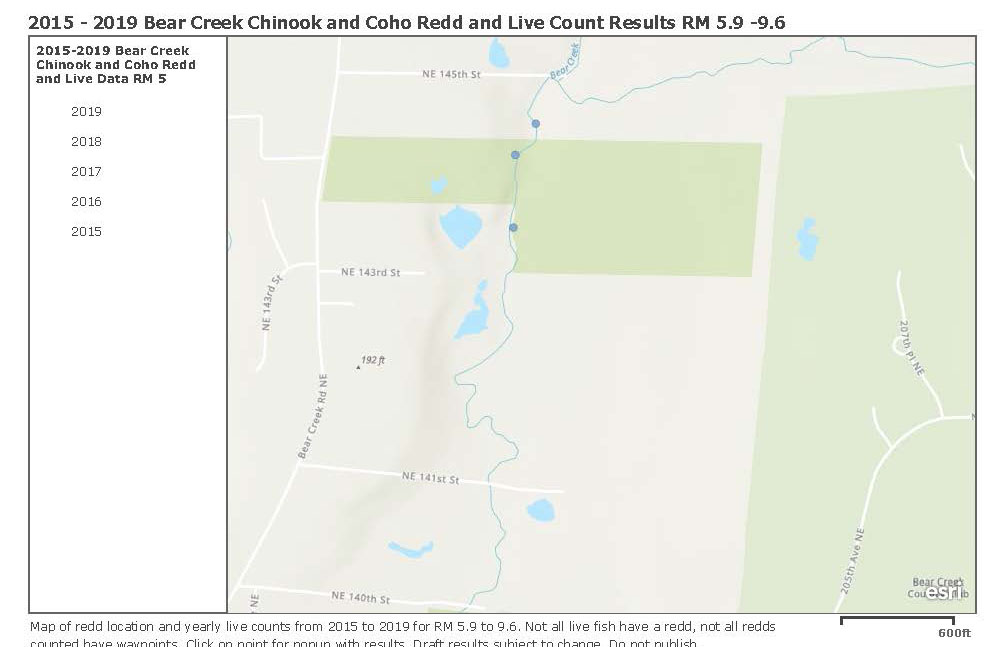 2015 - 2019 Bear Creek Chinook and Coho Redd and Live Count Results RM 5.9 -9.6
2015-2019 Bear Creek
Chinook and Coho Redd
and Live Data RM 5
2019
2018
2017
2016
2015
NE 145th St
Bear Creek
NE 143rd St
NE 143rd St
192 ft
207th Pl NE
Bear Creek Rd NE
NE 141st St
205th Ave NE
NE 140th St
NE
N
Bear Creek
esri
Map of redd location and yearly live counts from 2015 to 2019 for RM 5.9 to 9.6. Not all live fish have a redd, not all redds
counted have waypoints. Click on point for popup with results. Draft results subject to change. Do not publish.
600ft